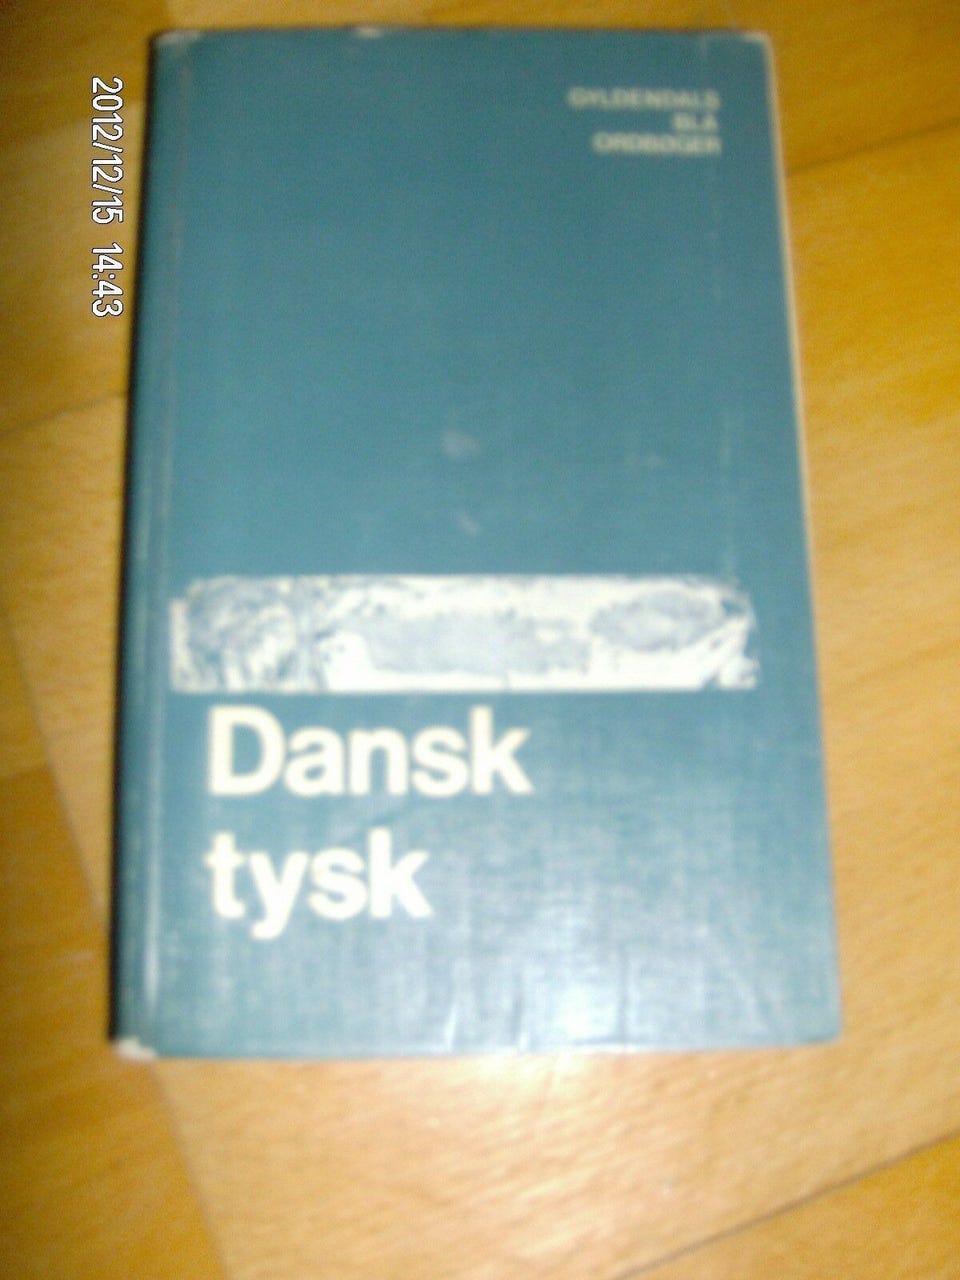 GYLDENDALS
BLÅ
ORDBØGER
Dansk
tysk
2012/12/15 14:43